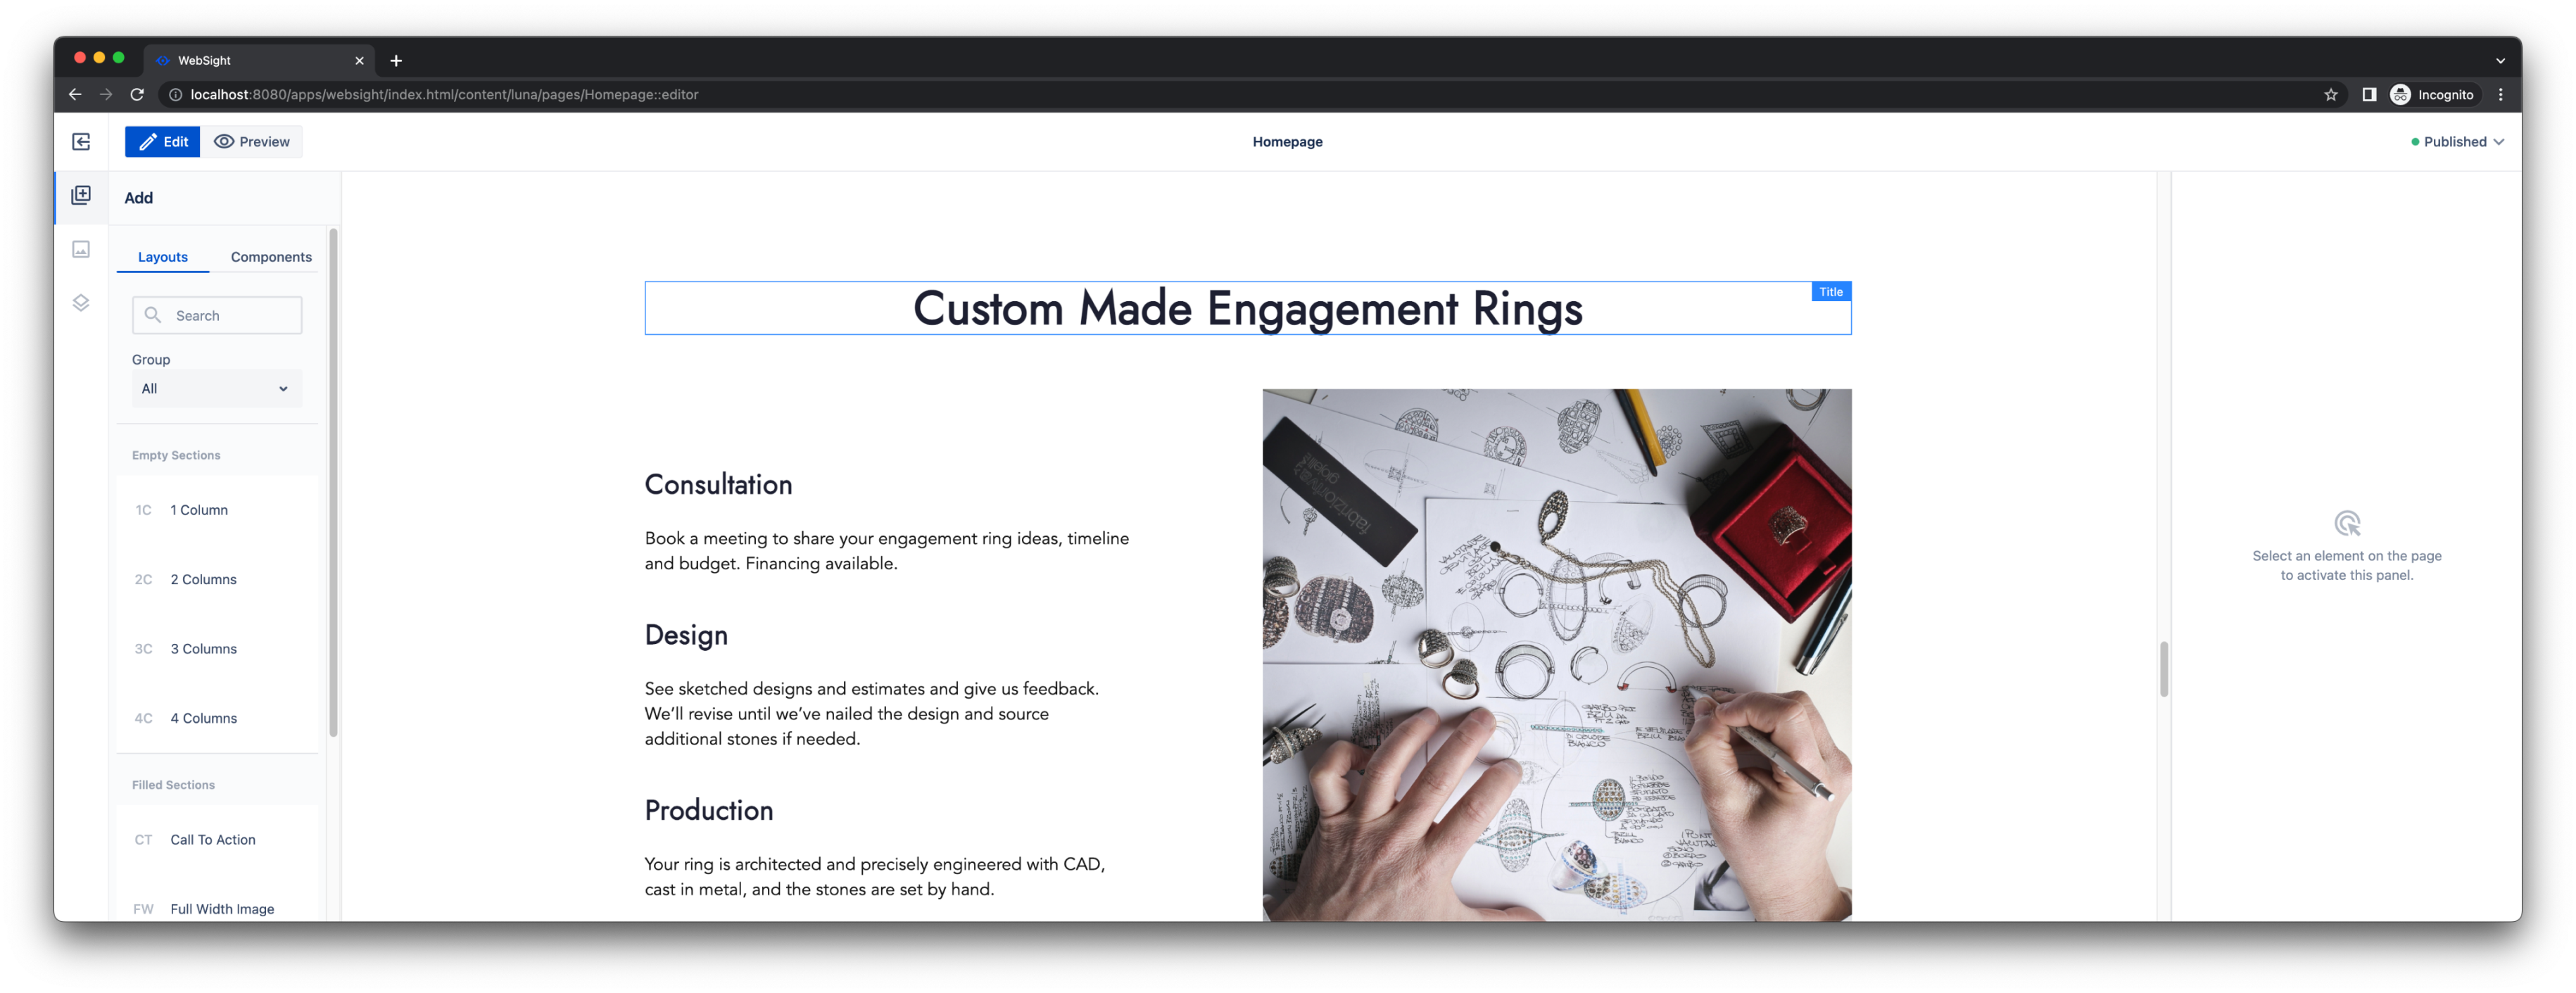 WebSight
localhost:8080/apps/websight/index.html/content/luna/pages/Homepage::editor
Incognito
Edit
Preview
Homepage
Published
Add
Layouts
Components
Search
Group
All
Empty Sections
1C 1 Column
2C 2 Columns
3C 3 Columns
4C 4 Columns
Filled Sections
CT Call To Action
FW Full Width Image
Custom Made Engagement Rings
Title
Consultation
Book a meeting to share your engagement ring ideas, timeline
and budget. Financing available.
Design
See sketched designs and estimates and give us feedback.
We’ll revise until we’ve nailed the design and source
additional stones if needed.
Production
Your ring is architected and precisely engineered with CAD,
cast in metal, and the stones are set by hand.
Select an element on the page
to activate this panel.